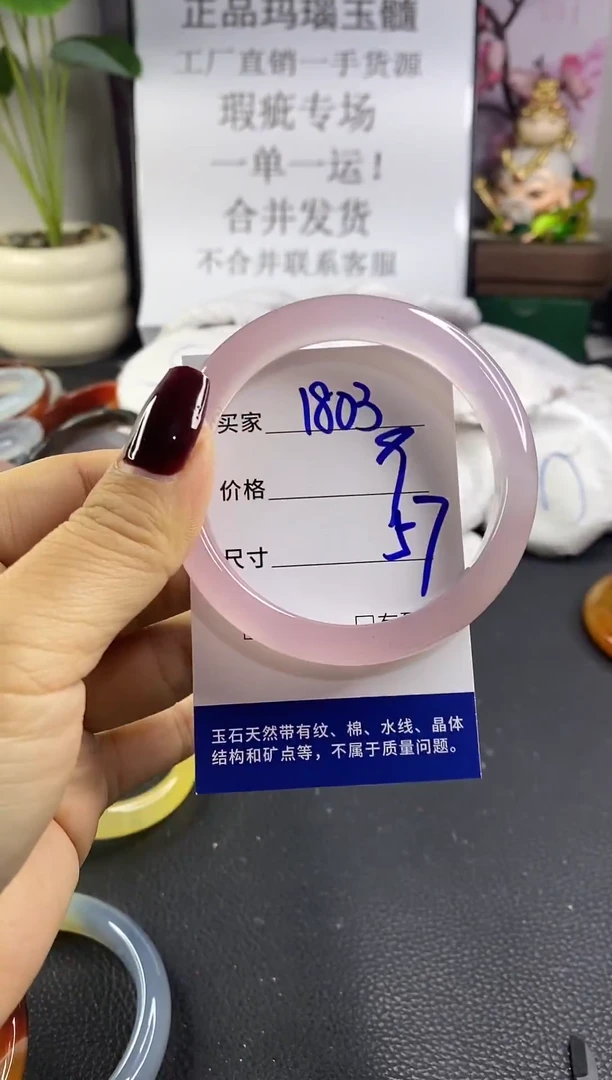 正品玛瑙玉髓
工厂直销一手货源
瑕疵专场
一单一运！
合并发货
不合并联系客服
买家 1803
价格
尺寸 57
玉石天然带有纹、棉、水线、晶体
结构和矿点等，不属于质量问题。